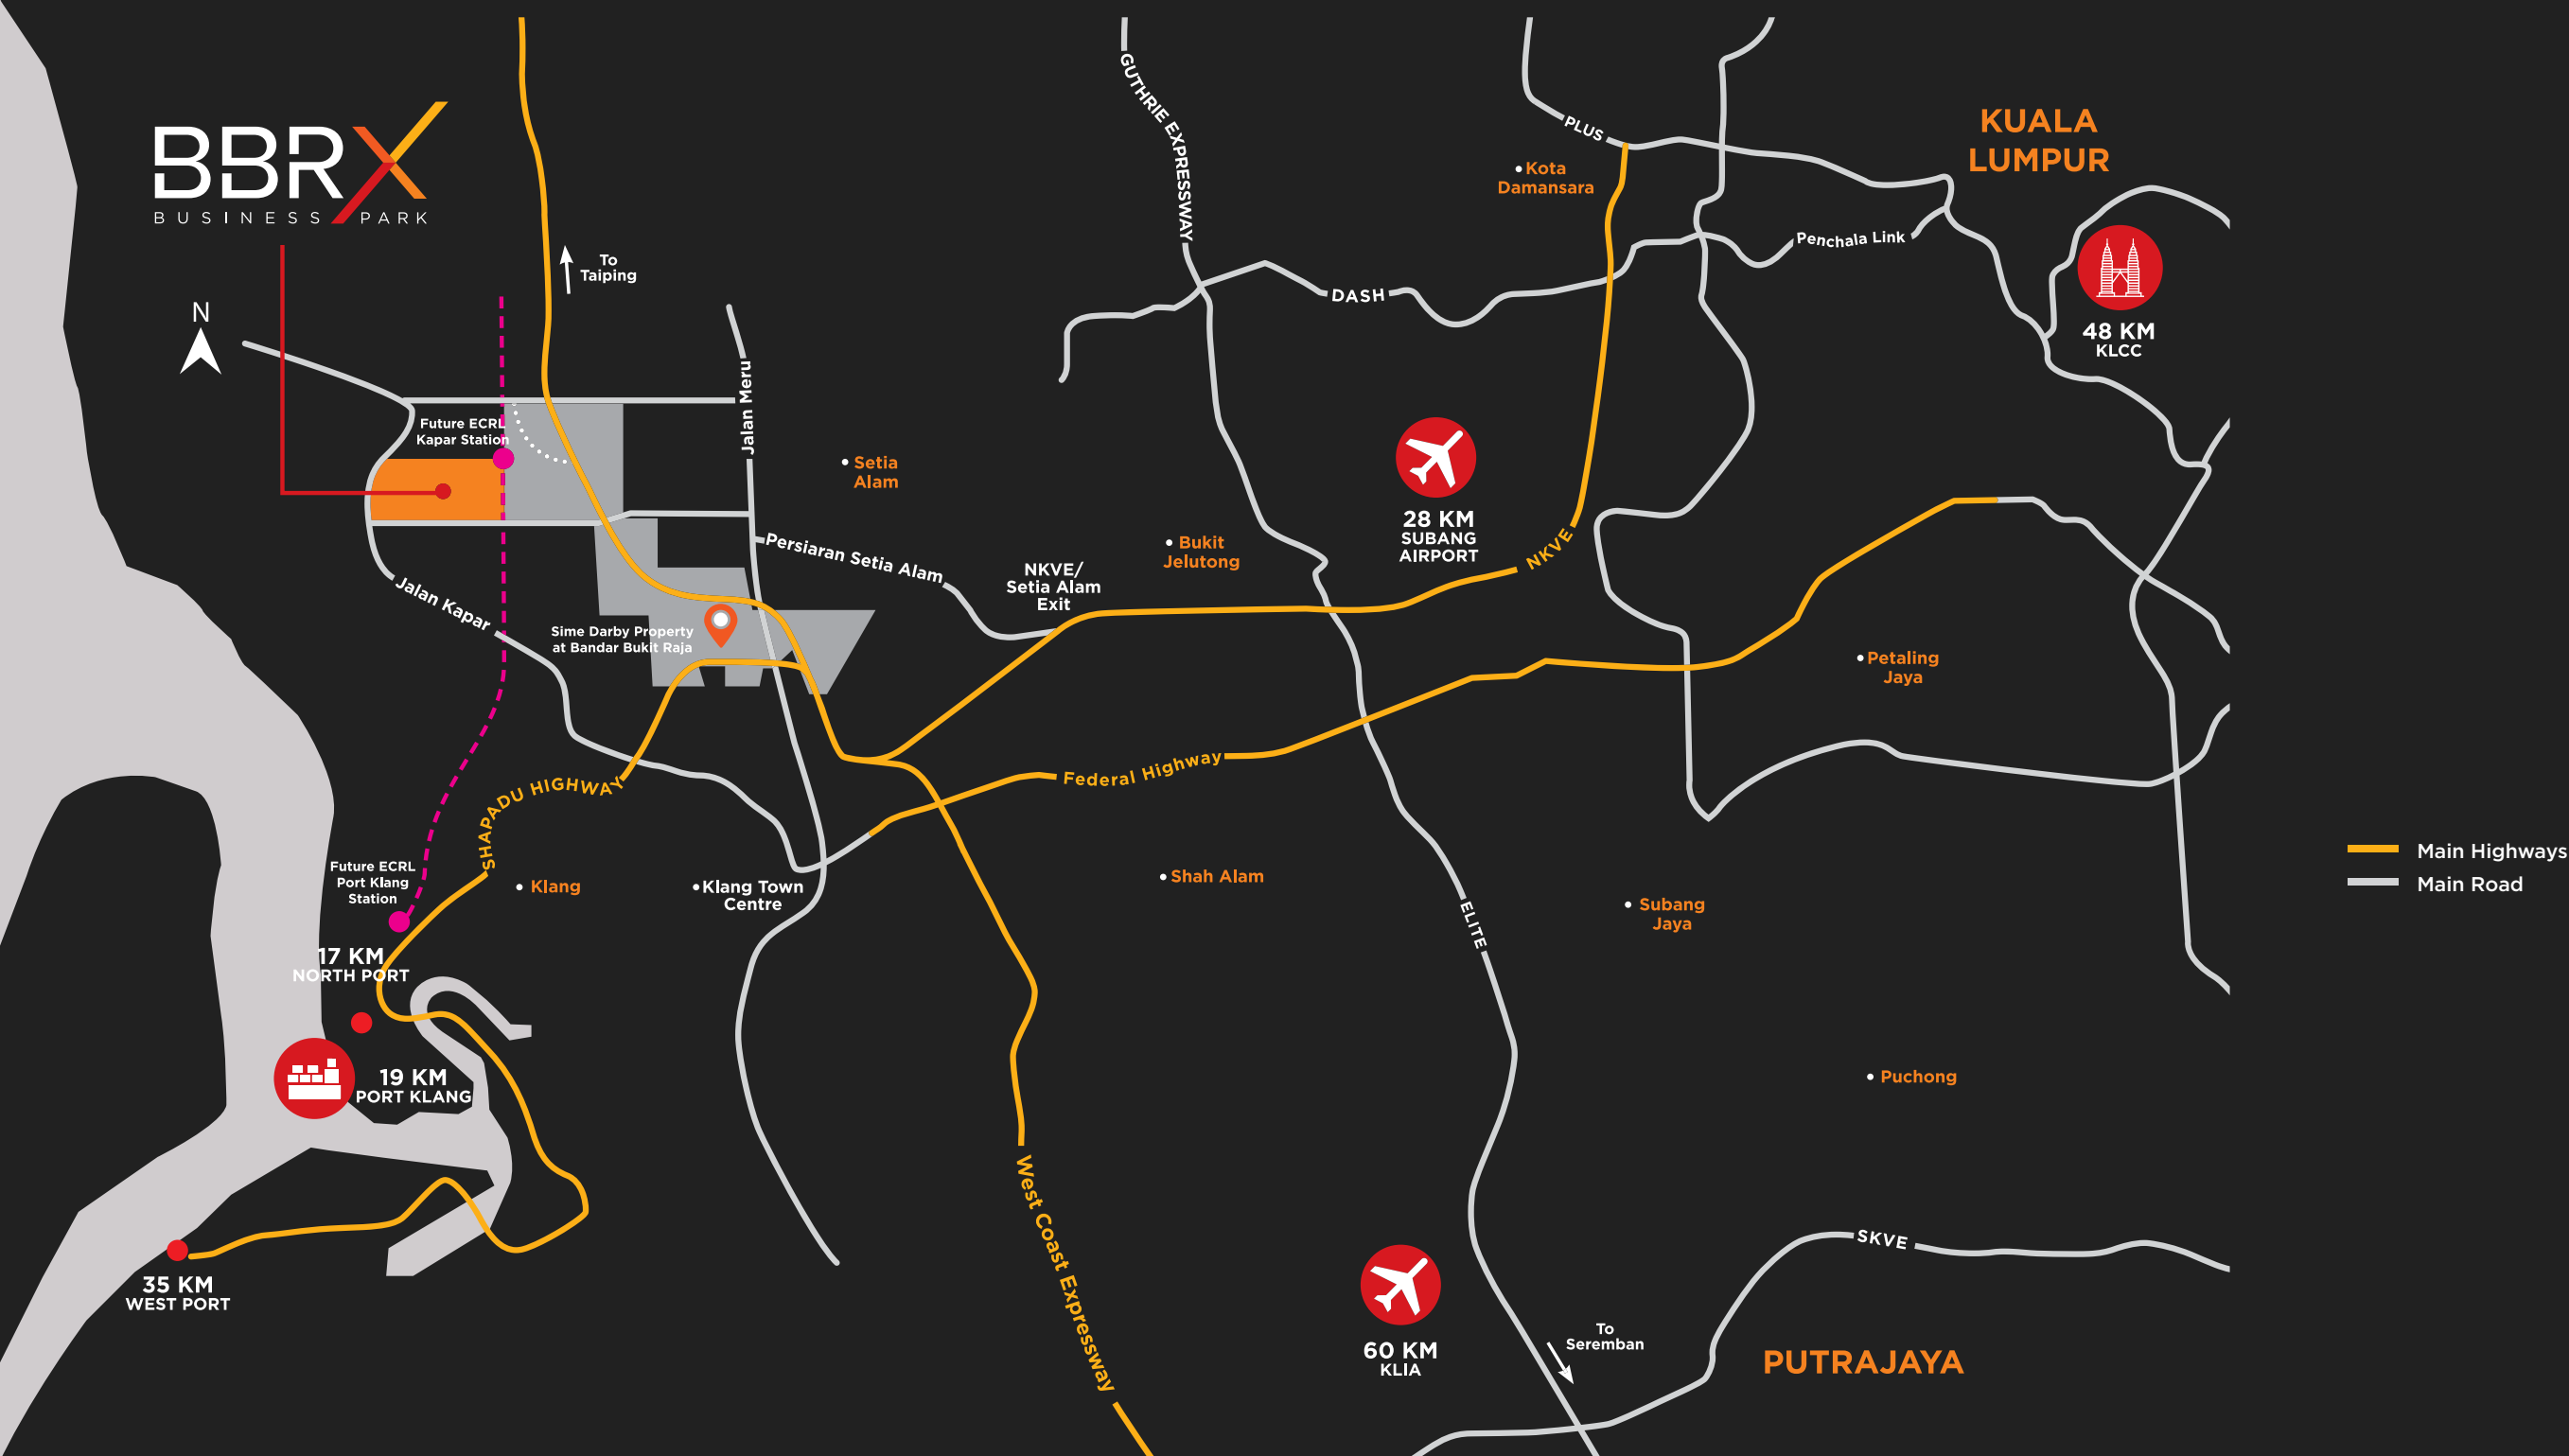 BBRX
BUSINESS PARK
N
To
Taiping
GUTHRIE EXPRESSWAY
PLUS
Kota
Damansara
KUALA
LUMPUR
Penchala Link
DASH
48 KM
KLCC
Jalan Meru
Future ECRL
Kapar Station
Setia
Alam
28 KM
SUBANG
AIRPORT
NKVE
Bukit
Jelutong
Persiaran Setia Alam
NKVE/
Setia Alam
Exit
Jalan Kapar
Sime Darby Property
at Bandar Bukit Raja
Petaling
Jaya
Federal Highway
SHAPADU HIGHWAY
Main Highways
Main Road
Future ECRL
Port Klang
Station
Klang
Klang Town
Centre
Shah Alam
Subang
Jaya
ELITE
17 KM
NORTH PORT
19 KM
PORT KLANG
Puchong
West Coast Expressway
SKVE
35 KM
WEST PORT
60 KM
KLIA
To
Seremban
PUTRAJAYA